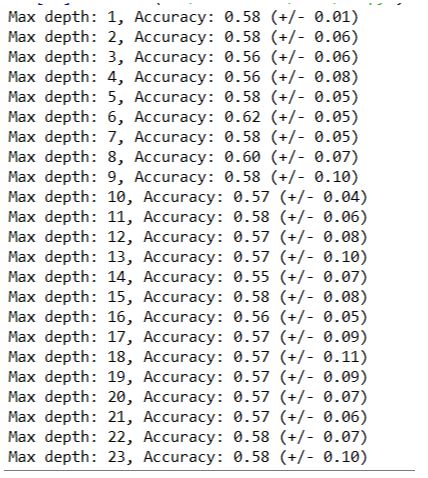 Max depth: 1, Accuracy: 0.58 (+/- 0.01)
Max depth: 2, Accuracy: 0.58 (+/- 0.06)
Max depth: 3, Accuracy: 0.56 (+/- 0.06)
Max depth: 4, Accuracy: 0.56 (+/- 0.08)
Max depth: 5, Accuracy: 0.58 (+/- 0.05)
Max depth: 6, Accuracy: 0.62 (+/- 0.05)
Max depth: 7, Accuracy: 0.58 (+/- 0.05)
Max depth: 8, Accuracy: 0.60 (+/- 0.07)
Max depth: 9, Accuracy: 0.58 (+/- 0.10)
Max depth: 10, Accuracy: 0.57 (+/- 0.04)
Max depth: 11, Accuracy: 0.58 (+/- 0.06)
Max depth: 12, Accuracy: 0.57 (+/- 0.08)
Max depth: 13, Accuracy: 0.57 (+/- 0.10)
Max depth: 14, Accuracy: 0.55 (+/- 0.07)
Max depth: 15, Accuracy: 0.58 (+/- 0.08)
Max depth: 16, Accuracy: 0.56 (+/- 0.05)
Max depth: 17, Accuracy: 0.57 (+/- 0.09)
Max depth: 18, Accuracy: 0.57 (+/- 0.11)
Max depth: 19, Accuracy: 0.57 (+/- 0.09)
Max depth: 20, Accuracy: 0.57 (+/- 0.07)
Max depth: 21, Accuracy: 0.57 (+/- 0.06)
Max depth: 22, Accuracy: 0.58 (+/- 0.07)
Max depth: 23, Accuracy: 0.58 (+/- 0.10)